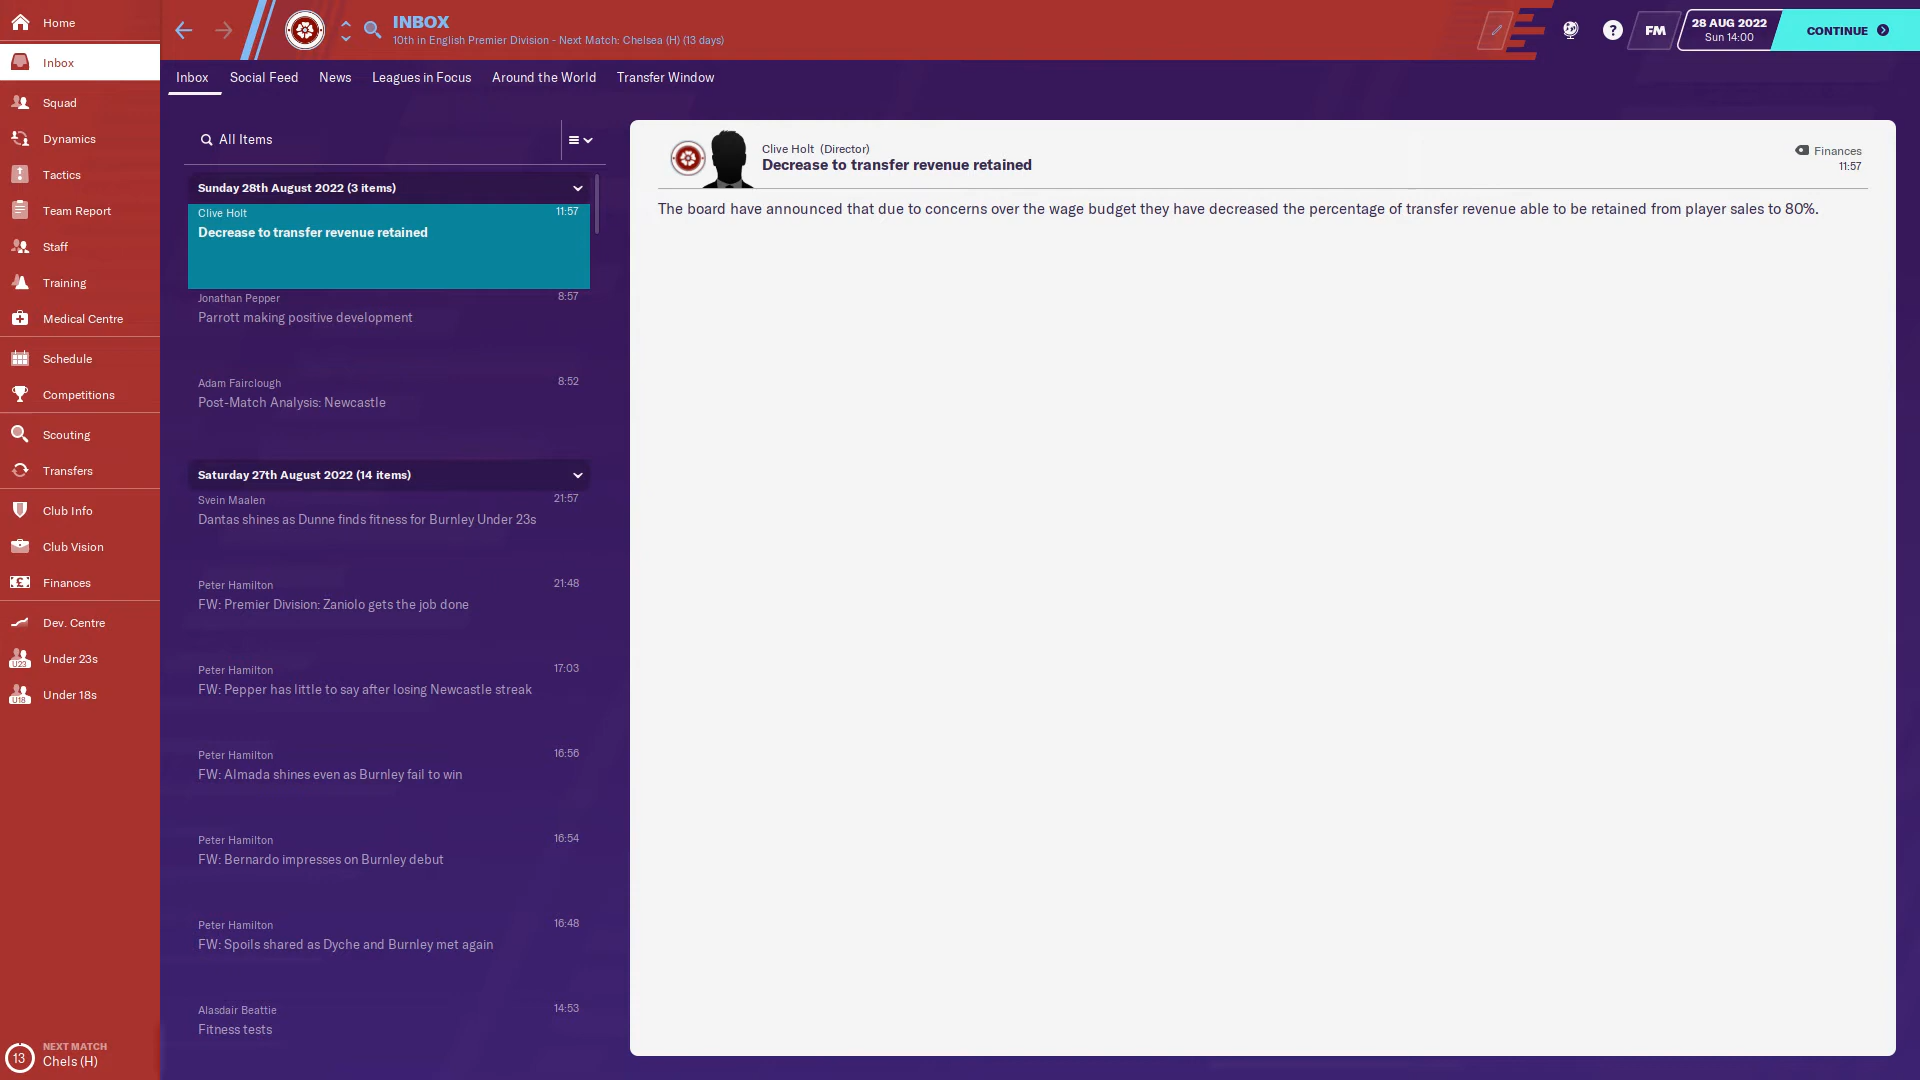 Home
Inbox
Squad
Dynamics
Tactics
Team Report
Staff
Training
Medical Centre
Schedule
Competitions
Scouting
Transfers
Club Info
Club Vision
Finances
Dev. Centre
U23
Under 23s
U18
Under 18s
13
NEXT MATCH
Chels (H)
INBOX
10th in English Premier Division - Next Match: Chelsea (H) (13 days)
?
FM
28 AUG 2022
Sun 14:00
CONTINUE
Inbox Social Feed News Leagues in Focus Around the World Transfer Window
All Items
Sunday 28th August 2022 (3 items)
Clive Holt 11:57
Decrease to transfer revenue retained
Jonathan Pepper 8:57
Parrott making positive development
Adam Fairclough 8:52
Post-Match Analysis: Newcastle
Saturday 27th August 2022 (14 items)
Svein Maalen 21:57
Dantas shines as Dunne finds fitness for Burnley Under 23s
Peter Hamilton 21:48
FW: Premier Division: Zaniolo gets the job done
Peter Hamilton 17:03
FW: Pepper has little to say after losing Newcastle streak
Peter Hamilton 16:56
FW: Almada shines even as Burnley fail to win
Peter Hamilton 16:54
FW: Bernardo impresses on Burnley debut
Peter Hamilton 16:48
FW: Spoils shared as Dyche and Burnley met again
Alasdair Beattie 14:53
Fitness tests
Clive Holt (Director)
Decrease to transfer revenue retained
Finances
11:57
The board have announced that due to concerns over the wage budget they have decreased the percentage of transfer revenue able to be retained from player sales to 80%.